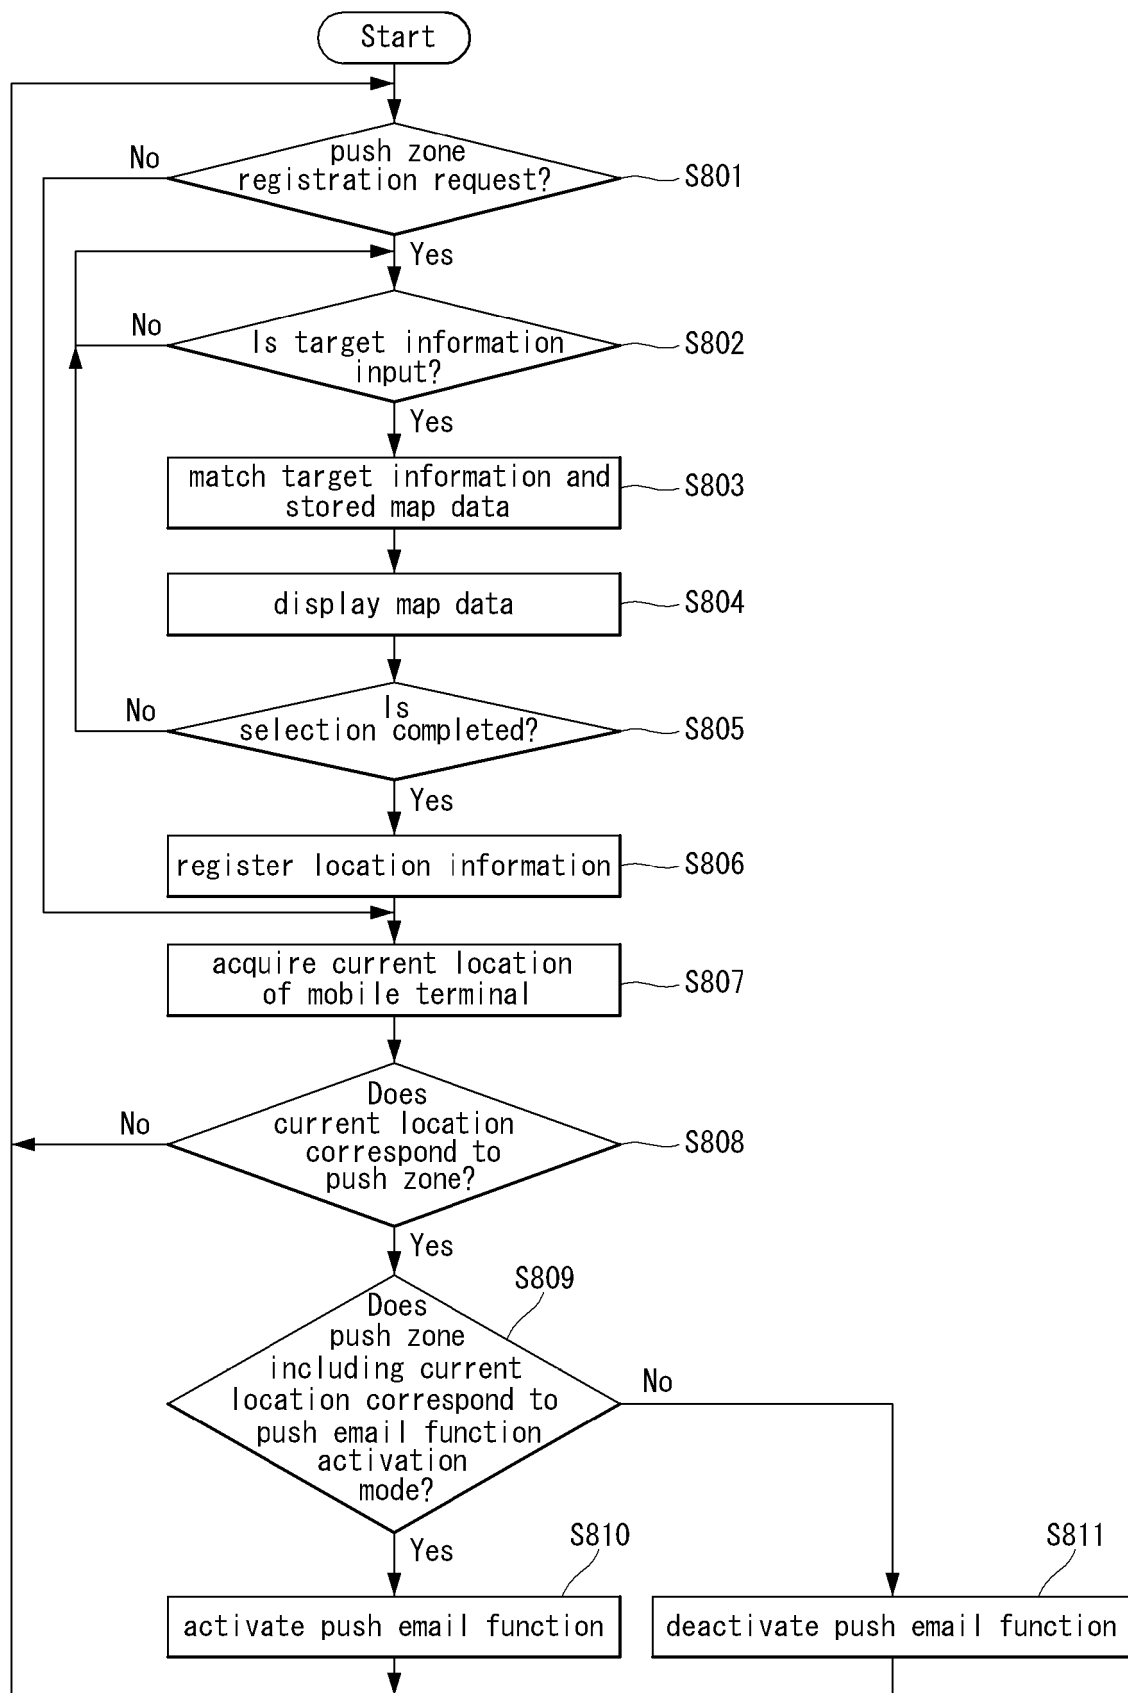 Start
push zone
registration request?
No
S801
Yes
Is target information
input?
No
S802
Yes
match target information and
stored map data
S803
display map data
S804
Is
selection completed?
No
S805
Yes
register location information
S806
acquire current location
of mobile terminal
S807
Does
current location
correspond to
push zone?
No
S808
Yes
S809
Does
push zone
including current
location correspond to
push email function
activation
mode?
No
Yes
S810
S811
activate push email function
deactivate push email function